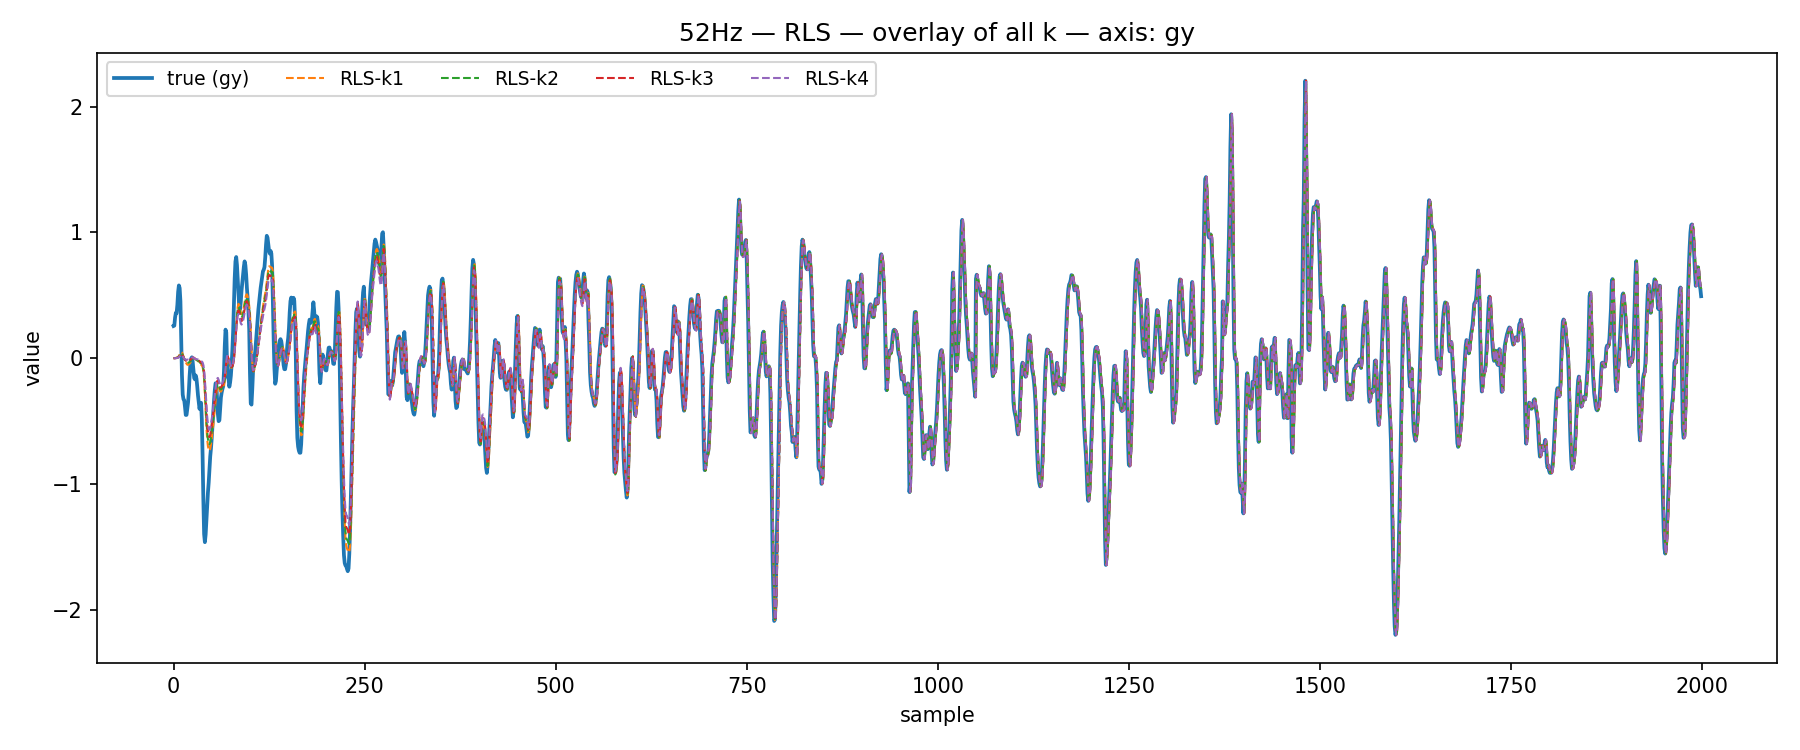 52Hz — RLS — overlay of all k — axis: gy
true (gy) RLS-k1 RLS-k2 RLS-k3 RLS-k4
value
2
1
0
−1
−2
0 250 500 750 1000 1250 1500 1750 2000
sample